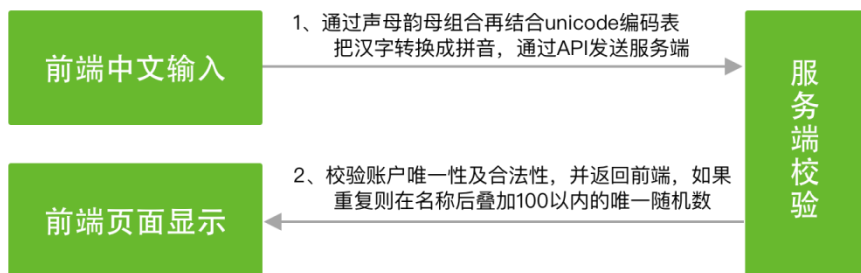 1、通过声母韵母组合再结合unicode编码表
把汉字转换成拼音，通过API发送服务端
前端中文输入
服务端校验
2、校验账户唯一性及合法性，并返回前端，如果
重复则在名称后叠加100以内的唯一随机数
前端页面显示